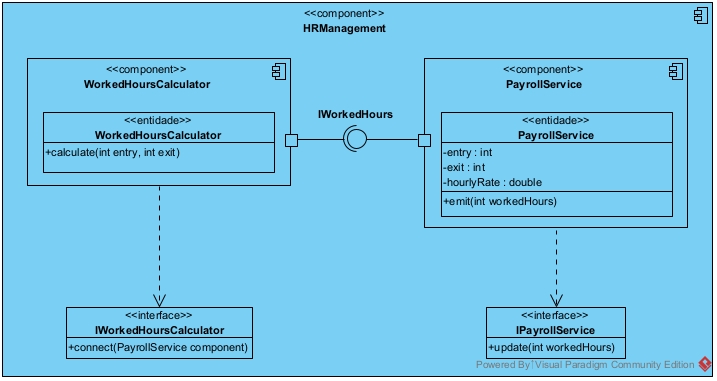 <<component>>
HRManagement
<<component>>
WorkedHoursCalculator
<<entidade>>
WorkedHoursCalculator
+calculate(int entry, int exit)
IWorkedHours
<<component>>
PayrollService
<<entidade>>
PayrollService
-entry : int
-exit : int
-hourlyRate : double
+emit(int workedHours)
<<interface>>
IWorkedHoursCalculator
+connect(PayrollService component)
<<interface>>
IPayrollService
+update(int workedHours)
Powered By Visual Paradigm Community Edition